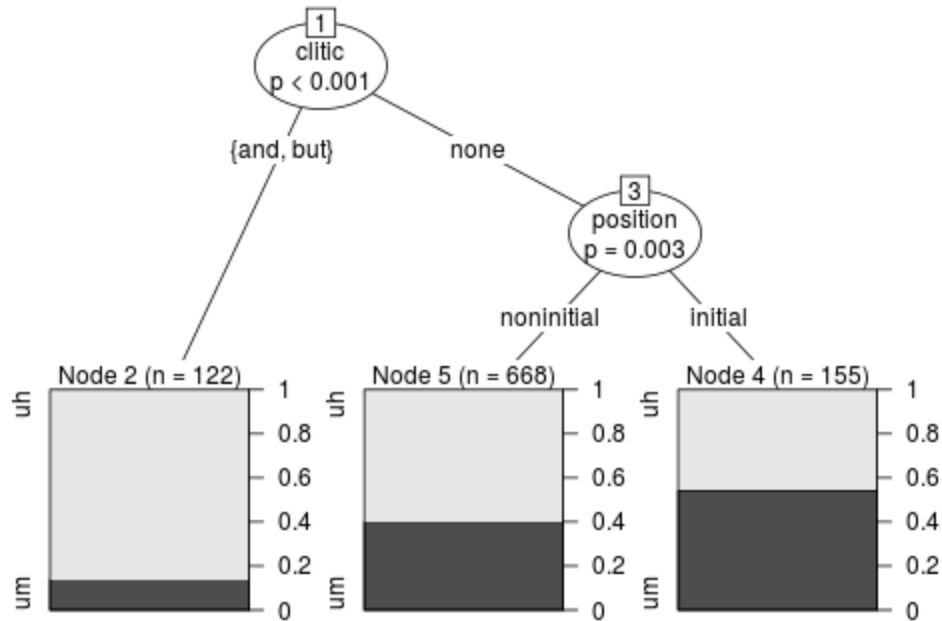 1
clitic
p < 0.001
{and, but}
none
3
position
p = 0.003
noninitial
initial
Node 2 (n = 122)
uh
um
1
0.8
0.6
0.4
0.2
0
Node 5 (n = 668)
uh
um
1
0.8
0.6
0.4
0.2
0
Node 4 (n = 155)
uh
um
1
0.8
0.6
0.4
0.2
0